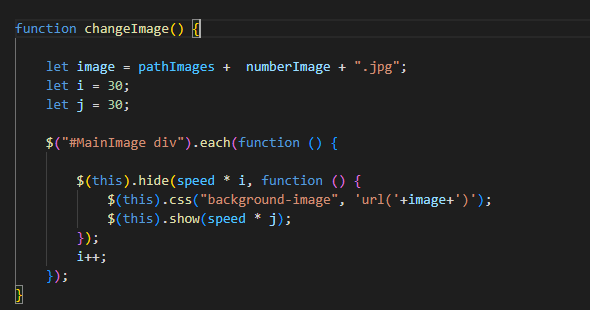 function changeImage() {
let image = pathImages +  numberImage + ".jpg";
let i = 30;
let j = 30;
$("#MainImage div").each(function () {
$(this).hide(speed * i, function () {
$(this).css("background-image", 'url('+image+')');
$(this).show(speed * j);
});
i++;
});
}